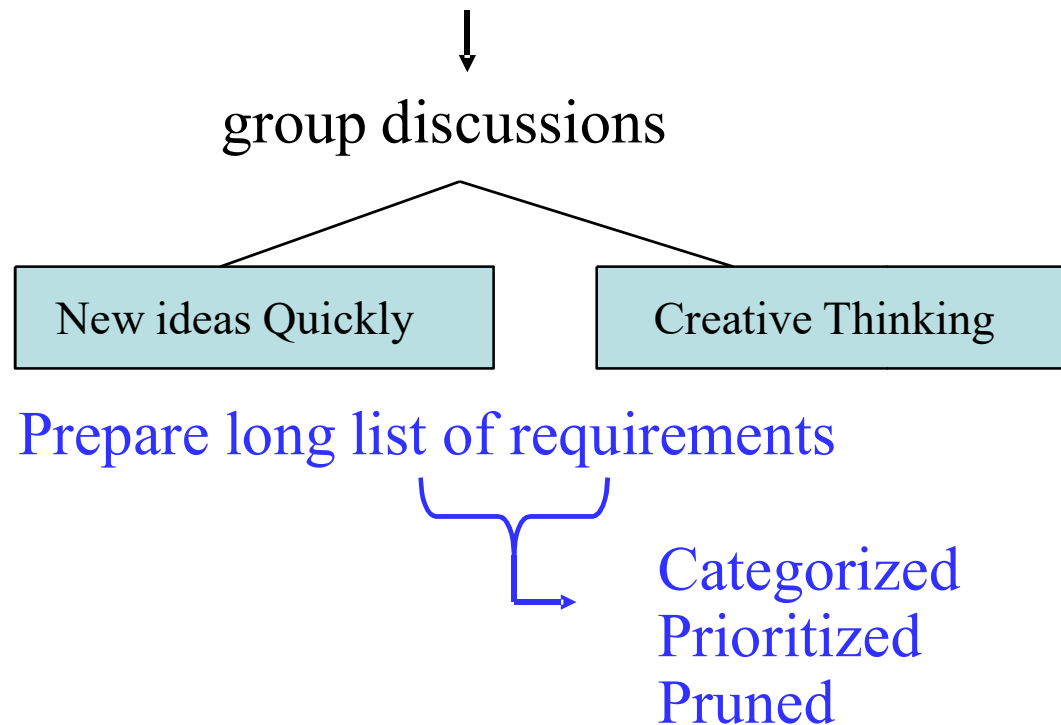 group discussions
New ideas Quickly
Creative Thinking
Prepare long list of requirements
Categorized
Prioritized
Pruned